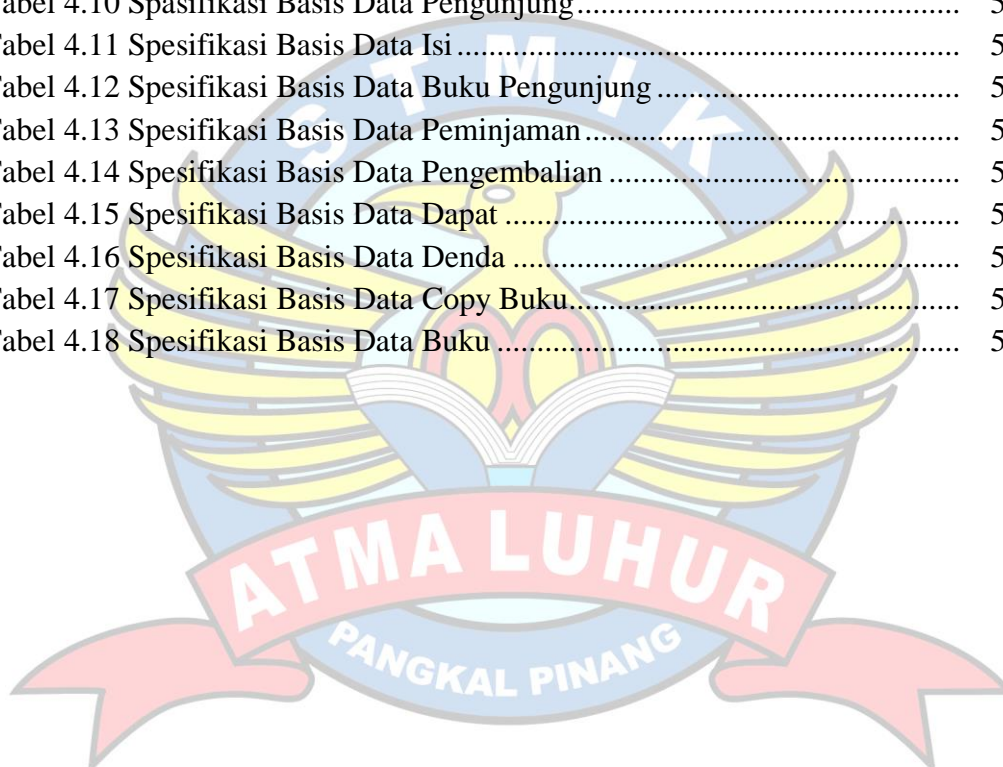 Tabel 4.10 Spasifikasi Basis Data Pengunjung.......... 5
Tabel 4.11 Spesifikasi Basis Data Isi.......... 5
Tabel 4.12 Spesifikasi Basis Data Buku Pengunjung.......... 5
Tabel 4.13 Spesifikasi Basis Data Peminjaman.......... 5
Tabel 4.14 Spesifikasi Basis Data Pengembalian.......... 5
Tabel 4.15 Spesifikasi Basis Data Dapat.......... 5
Tabel 4.16 Spesifikasi Basis Data Denda.......... 5
Tabel 4.17 Spesifikasi Basis Data Copy Buku.......... 5
Tabel 4.18 Spesifikasi Basis Data Buku.......... 5
STMIK
ATMA LUHUR
PANGKAL PINANG